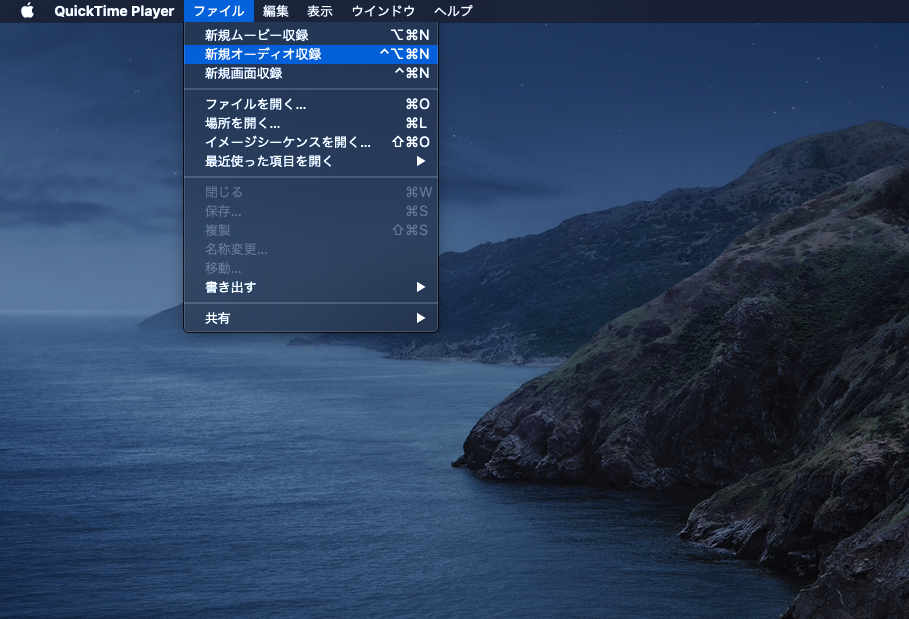 QuickTime Player ファイル 編集 表示 ウインドウ ヘルプ
新規ムービー収録 ⌥⌘N
新規オーディオ収録 ^⌥⌘N
新規画面収録 ^⌘N
ファイルを開く... ⌘O
場所を開く... ⌘L
イメージシーケンスを開く... ⇧⌘O
最近使った項目を開く ▶
閉じる ⌘W
保存... ⌘S
複製 ⇧⌘S
名称変更...
移動...
書き出す ▶
共有 ▶